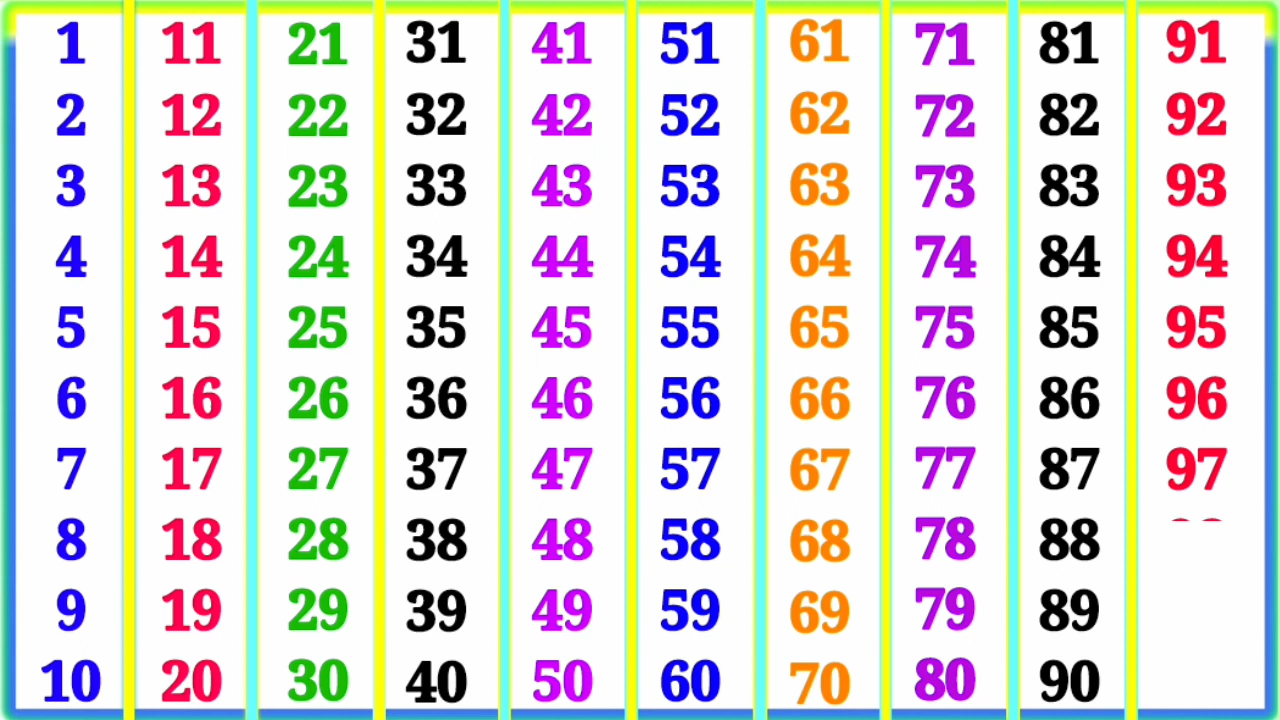 1 11 21 31 41 51 61 71 81 91
2 12 22 32 42 52 62 72 82 92
3 13 23 33 43 53 63 73 83 93
4 14 24 34 44 54 64 74 84 94
5 15 25 35 45 55 65 75 85 95
6 16 26 36 46 56 66 76 86 96
7 17 27 37 47 57 67 77 87 97
8 18 28 38 48 58 68 78 88
9 19 29 39 49 59 69 79 89
10 20 30 40 50 60 70 80 90